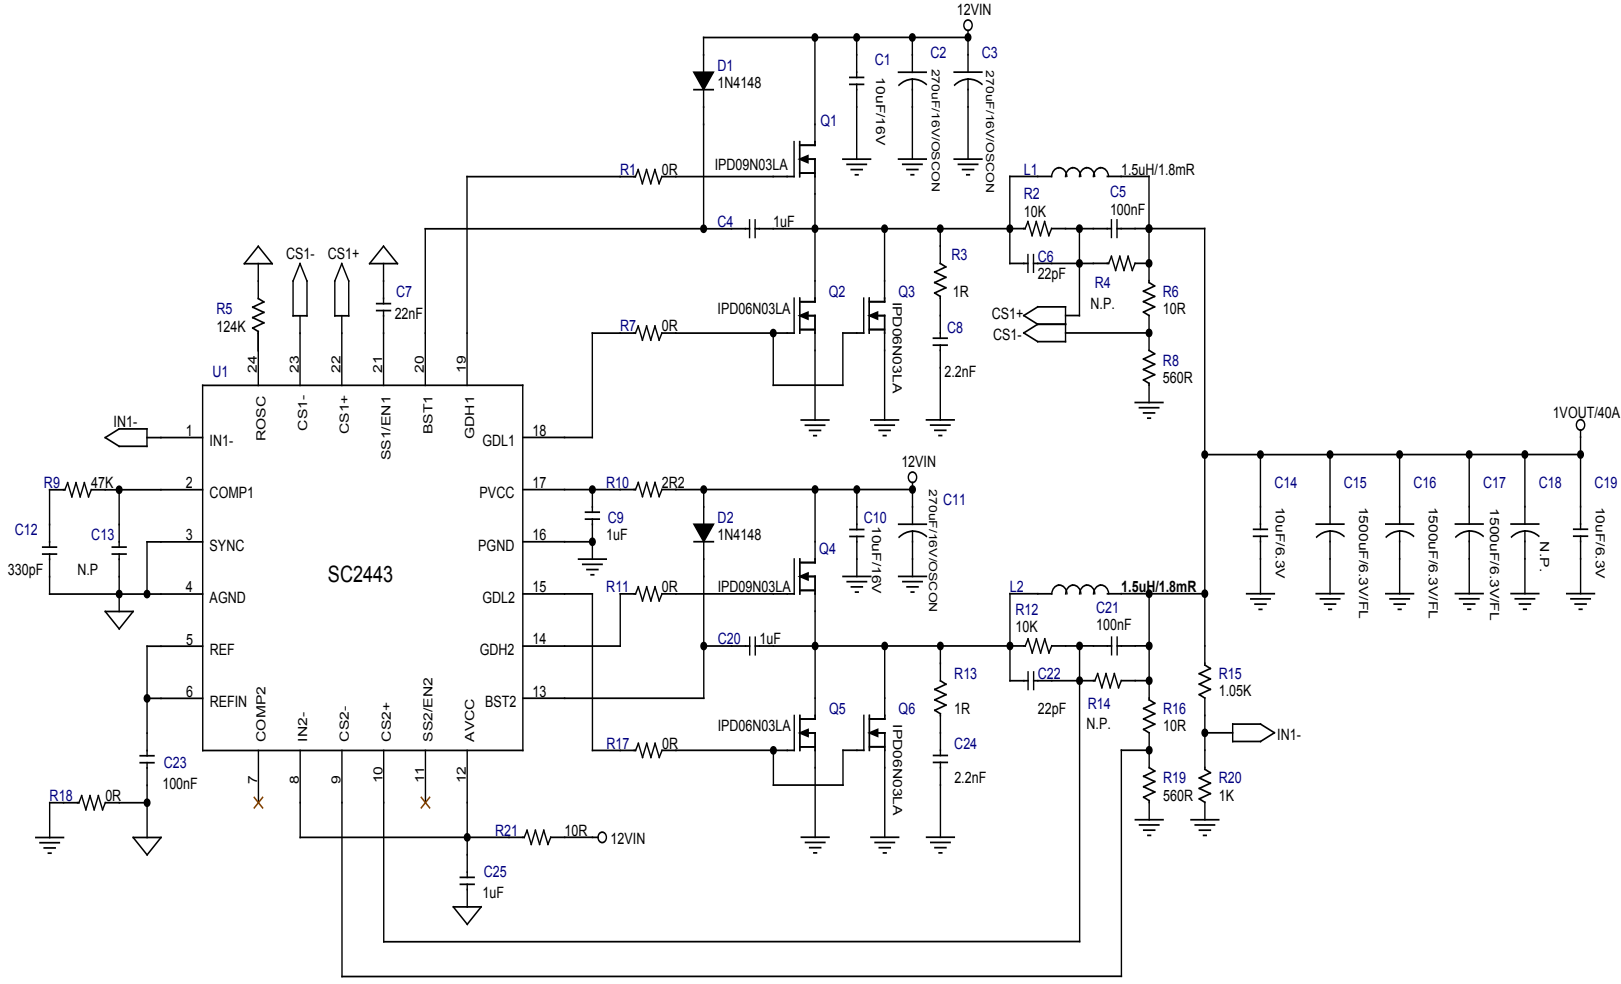 12VIN
D1
1N4148
C1
10uF/16V
C2
270uF/16V/OSCON
C3
270uF/16V/OSCON
Q1
IPD09N03LA
R1
0R
L1
1.5uH/1.8mR
R2
10K
C5
100nF
C4
1uF
C6
22pF
R4
N.P.
R3
1R
CS1-
CS1+
C7
22nF
R5
124K
Q2
IPD06N03LA
Q3
IPD06N03LA
R6
10R
CS1+
CS1-
R7
0R
C8
2.2nF
R8
560R
U1
24
23
22
21
20
19
ROSC
CS1-
CS1+
SS1/EN1
BST1
GDH1
IN1-
1
IN1-
GDL1
18
1VOUT/40A
12VIN
R9
47K
2
COMP1
PVCC
17
R10
2R2
C11
270uF/16V/OSCON
C14
10uF/6.3V
C15
1500uF/6.3V/FL
C16
1500uF/6.3V/FL
C17
1500uF/6.3V/FL
C18
N.P.
C19
10uF/6.3V
C12
330pF
C13
N.P
3
SYNC
PGND
16
C9
1uF
D2
1N4148
C10
10uF/16V
Q4
IPD09N03LA
SC2443
4
AGND
GDL2
15
R11
0R
L2
1.5uH/1.8mR
R12
10K
C21
100nF
5
REF
GDH2
14
C20
1uF
C22
22pF
R14
N.P.
R13
1R
R15
1.05K
6
REFIN
BST2
13
Q5
IPD06N03LA
Q6
IPD06N03LA
R16
10R
IN1-
COMP2
IN2-
CS2-
CS2+
SS2/EN2
AVCC
R17
0R
C24
2.2nF
C23
100nF
7
8
9
10
11
12
R19
560R
R20
1K
R18
0R
R21
10R
12VIN
C25
1uF